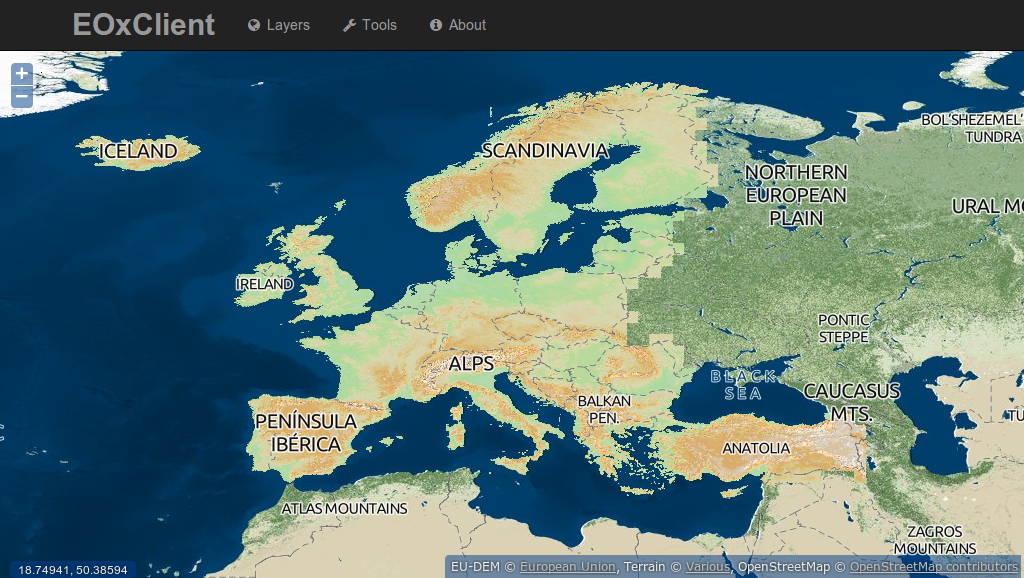 EOxClient
Layers
Tools
About
+
−
ICELAND
SCANDINAVIA
BOL'SHEZEMEL'
TUNDRA
NORTHERN
EUROPEAN
PLAIN
URAL MO
IRELAND
PONTIC
STEPPE
ALPS
BLACK
SEA
CAUCASUS
MTS.
BALKAN
PEN.
PENÍNSULA
IBÉRICA
ANATOLIA
ATLAS MOUNTAINS
ZAGROS
MOUNTAINS
18.74941, 50.38594
EU-DEM © European Union, Terrain © Various, OpenStreetMap © OpenStreetMap contributors